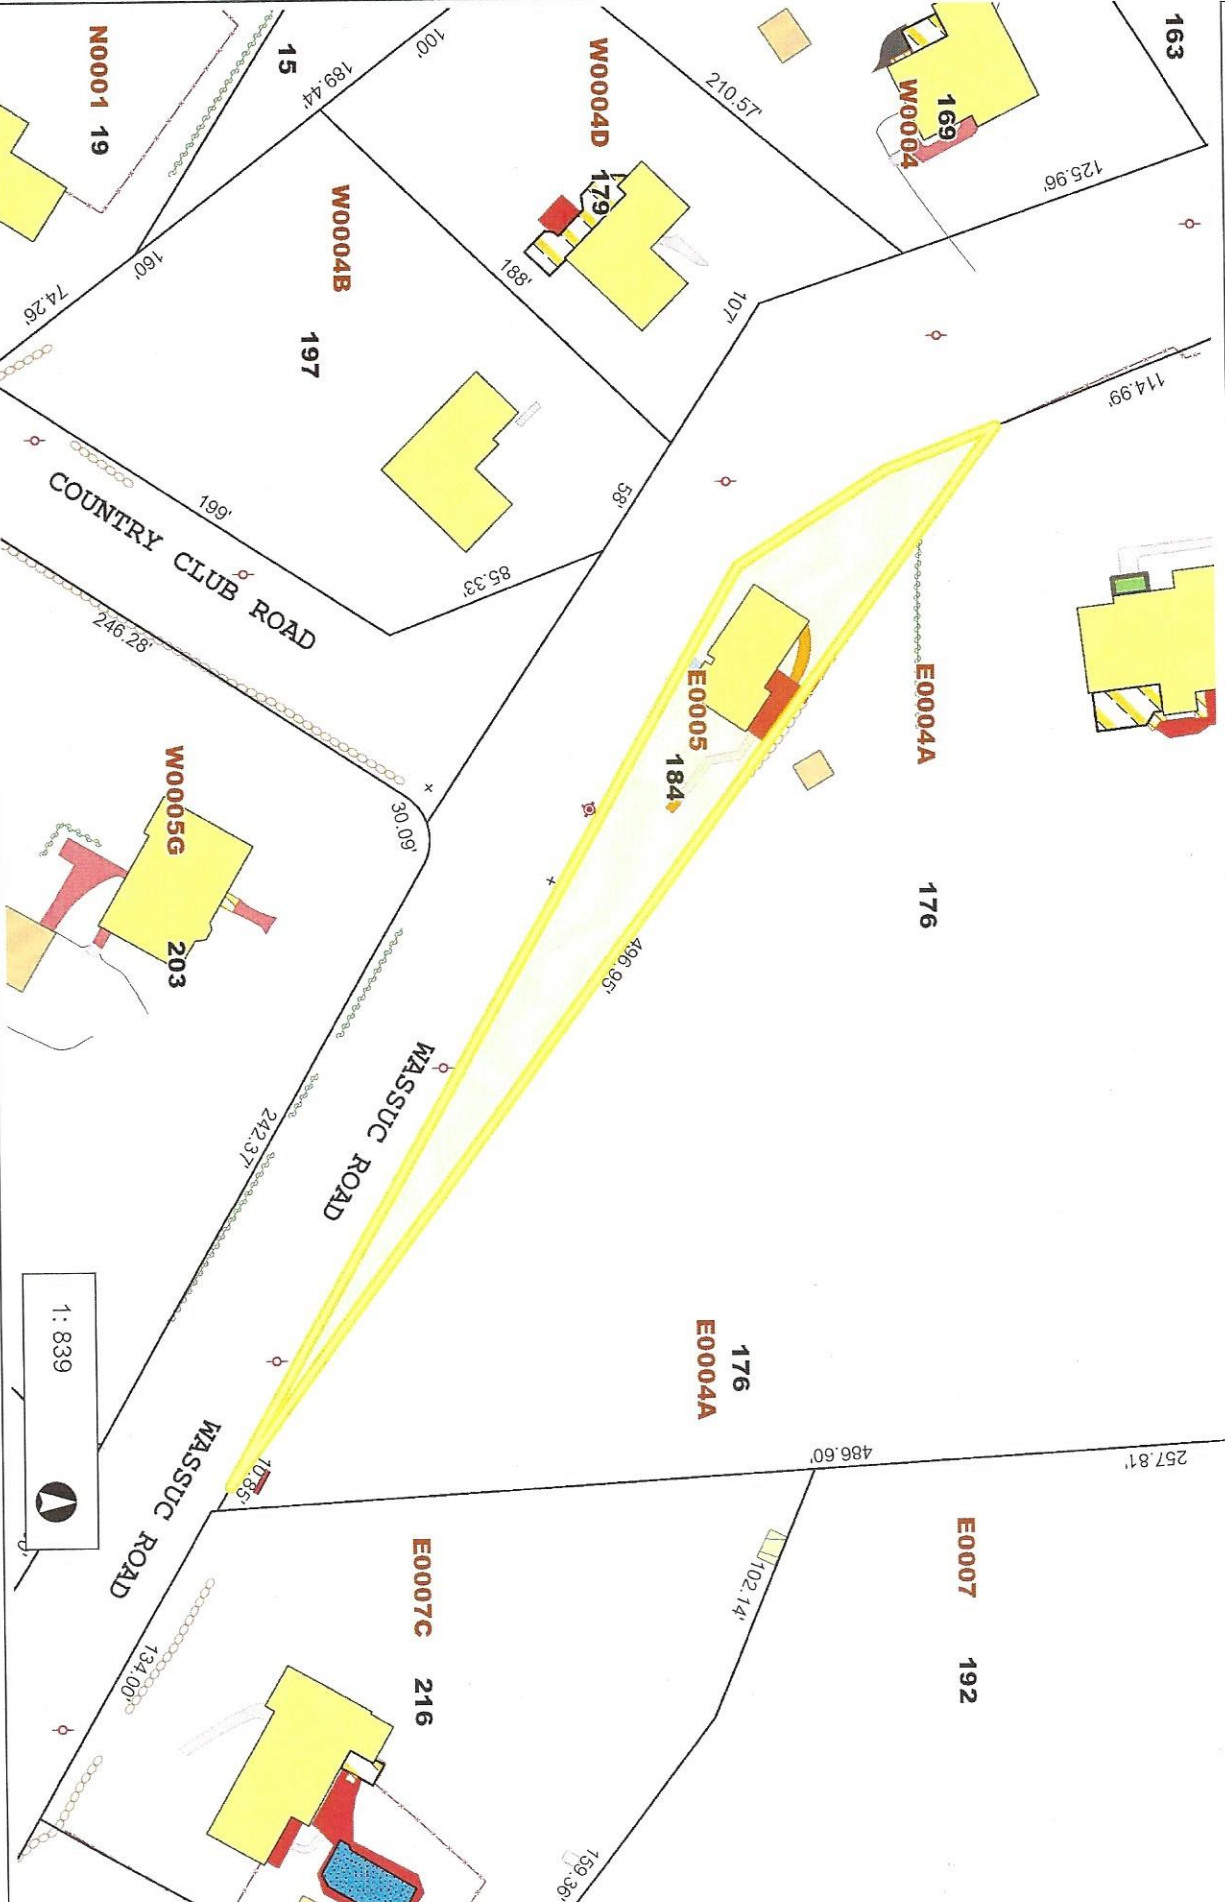 163
169
W0004
125.96'
210.57'
W0004D
179
188'
100'
189.44'
15
N0001 19
W0004B
197
160'
74.26'
107'
58'
114.99'
199'
85.33'
COUNTRY CLUB ROAD
246.28'
30.09'
E0005
184
E0004A
176
496.95'
W0005G
203
WASSUC ROAD
242.37'
176
E0004A
486.60'
257.81'
1: 839
10.85'
WASSUC ROAD
E0007
192
102.14'
E0007C
216
134.00'
159.36'